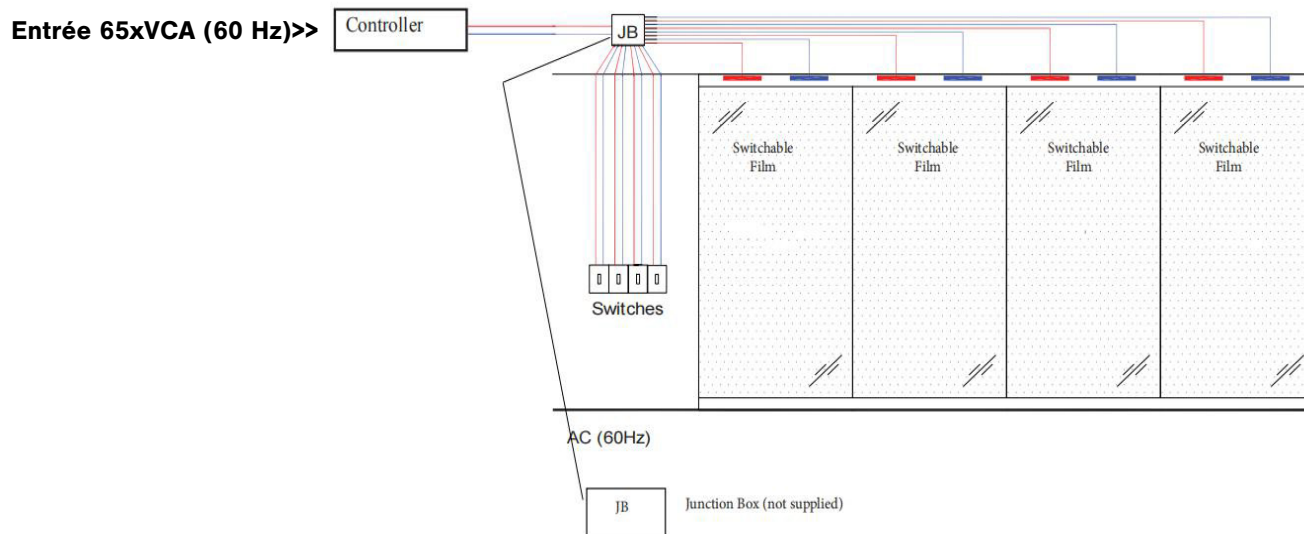 Entrée 65xVCA (60 Hz)>>
Controller
JB
Switchable
Film
Switchable
Film
Switchable
Film
Switchable
Film
Switches
AC (60Hz)
JB
Junction Box (not supplied)